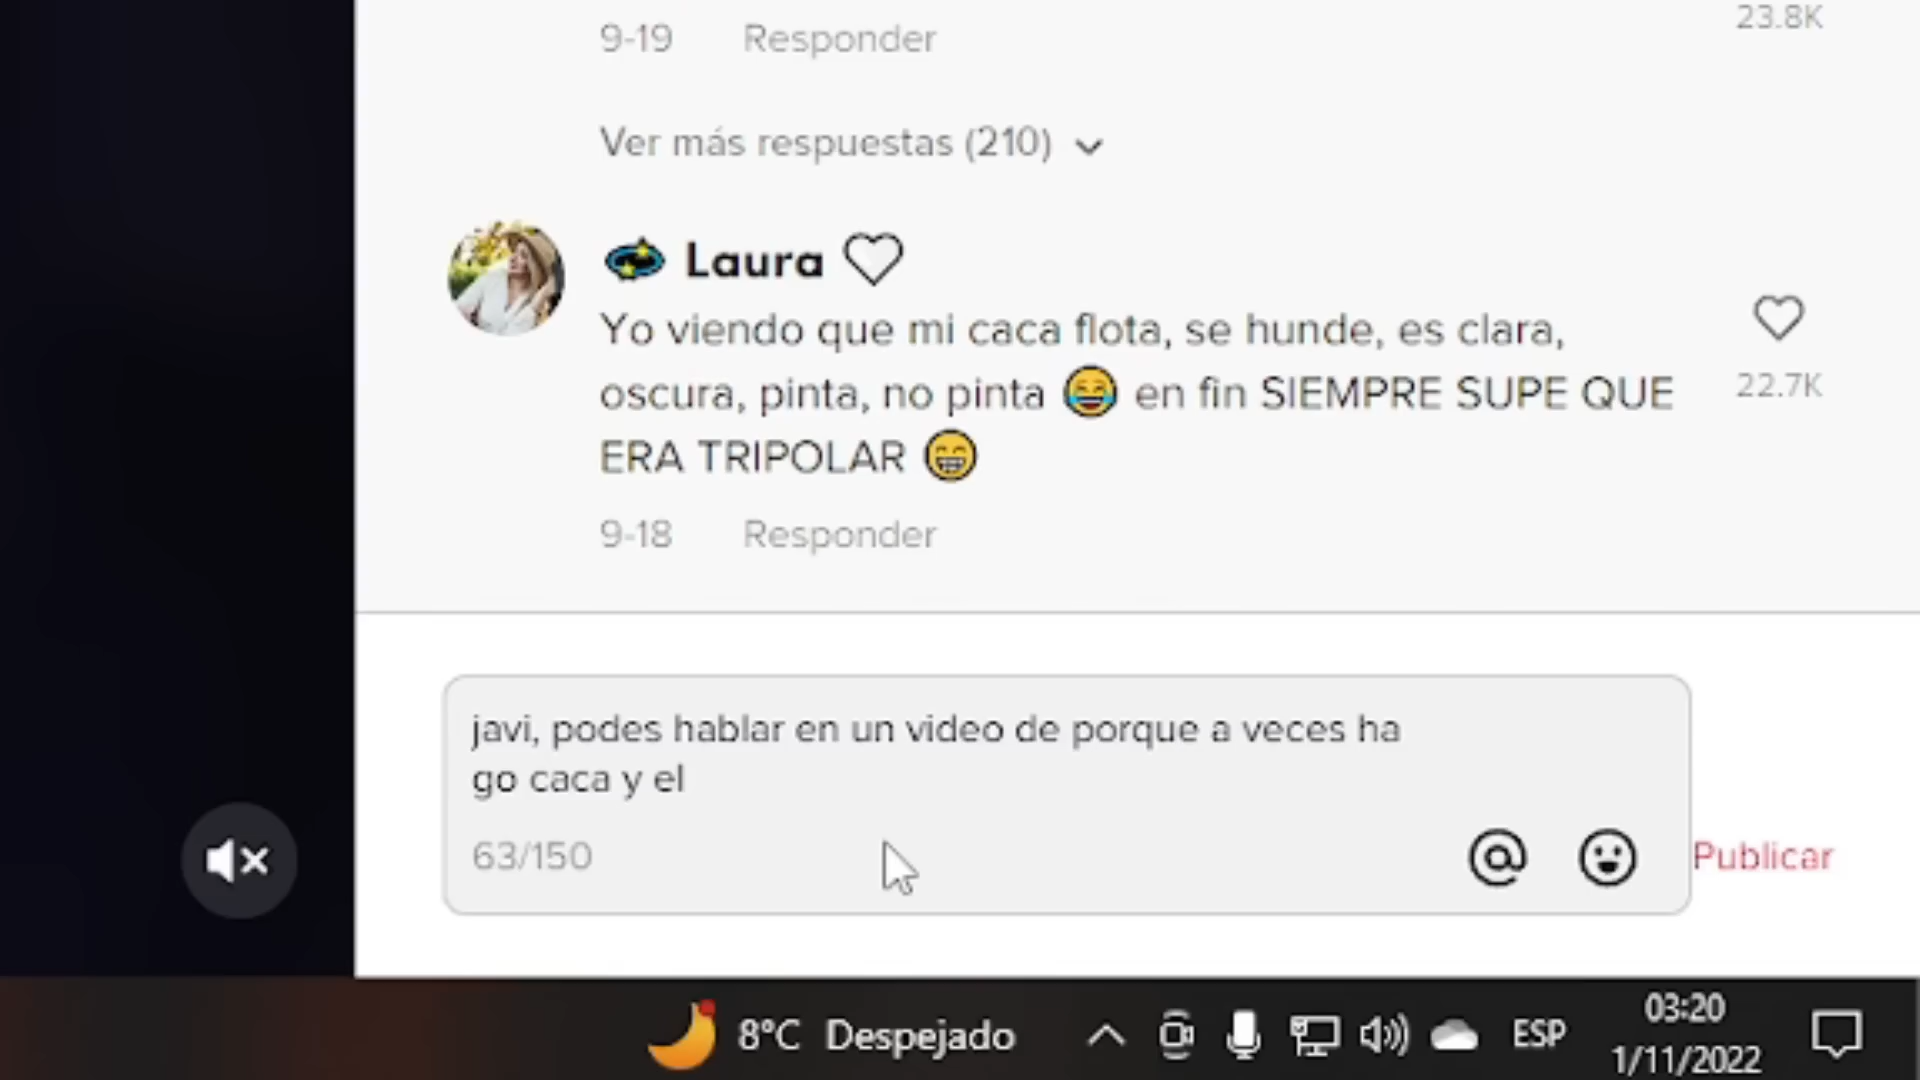 23.8K
9-19 Responder
Ver más respuestas (210)
Laura
Yo viendo que mi caca flota, se hunde, es clara,
oscura, pinta, no pinta 😂 en fin SIEMPRE SUPE QUE
ERA TRIPOLAR 😁
22.7K
9-18 Responder
javi, podes hablar en un video de porque a veces ha
go caca y el
63/150
Publicar
8°C Despejado
ESP
03:20
1/11/2022